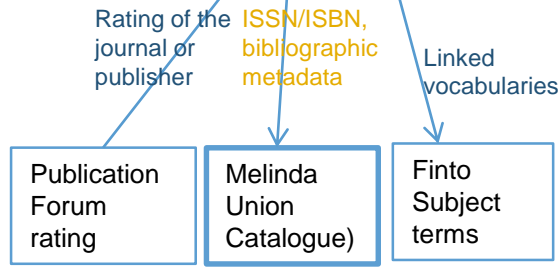 Rating of the
journal or
publisher
ISSN/ISBN,
bibliographic
metadata
Linked
vocabularies
Publication
Forum
rating
Melinda
Union
Catalogue)
Finto
Subject
terms